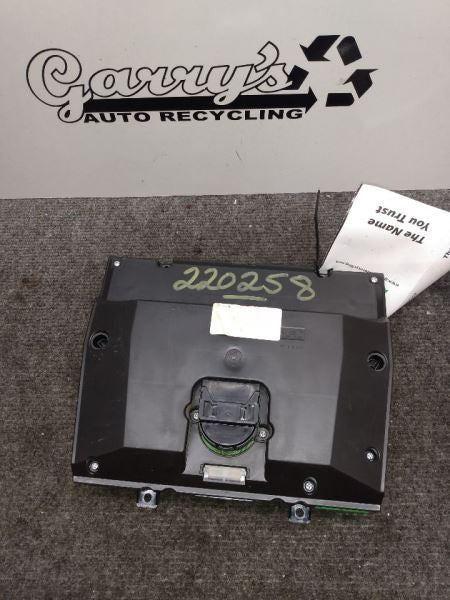 Garry's
AUTO RECYCLING
The Name
You Trust
220258